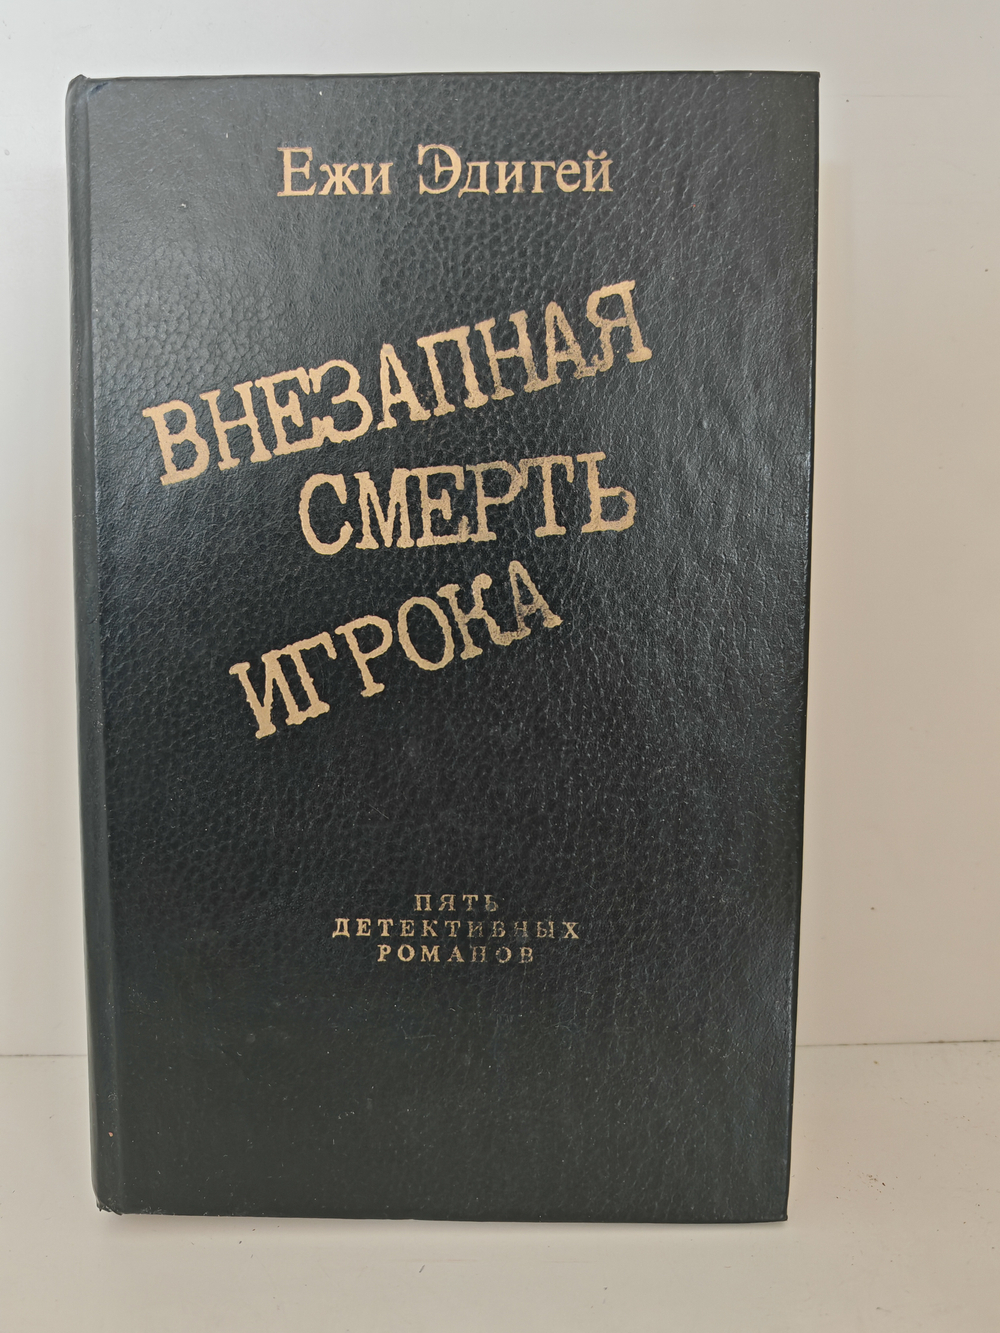 Ежи Эдигей
ВНЕЗАПНАЯ
СМЕРТЬ
ИГРОКА
ПЯТЬ
ДЕТЕКТИВНЫХ
РОМАНОВ